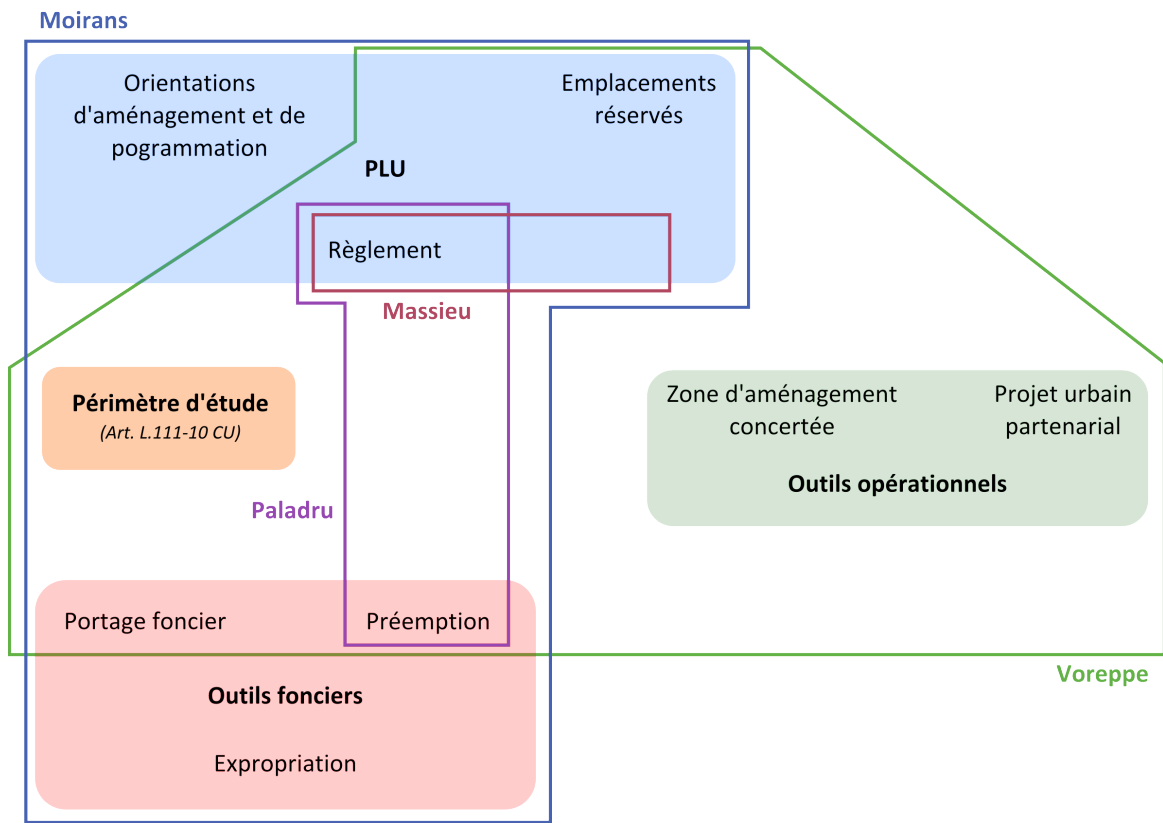 Moirans
Orientations
d'aménagement et de
pogrammation
Emplacements
réservés
PLU
Règlement
Massieu
Périmètre d'étude
(Art. L.111-10 CU)
Zone d'aménagement
concertée
Projet urbain
partenarial
Outils opérationnels
Paladru
Portage foncier
Préemption
Voreppe
Outils fonciers
Expropriation